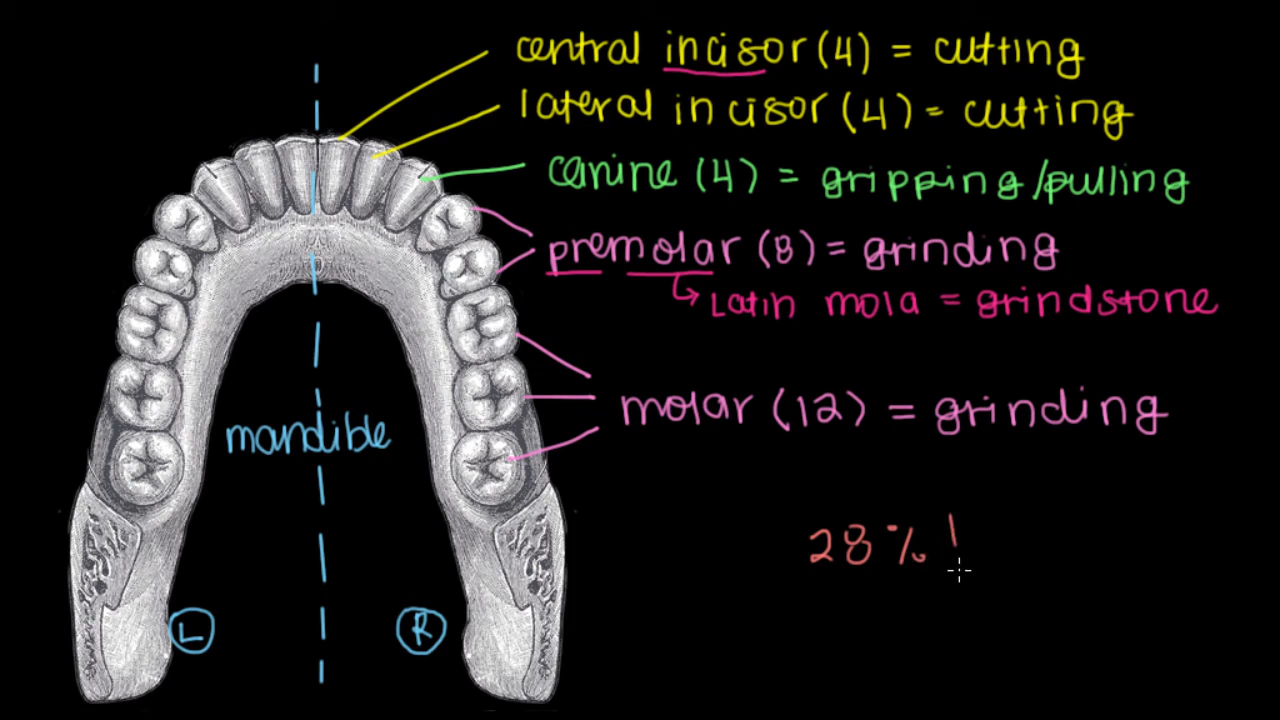 central incisor (4) = cutting
lateral incisor (4) = cutting
canine (4) = gripping/pulling
premolar (8) = grinding
Latin mola = grindstone
molar (12) = grinding
mandible
28%
L
R